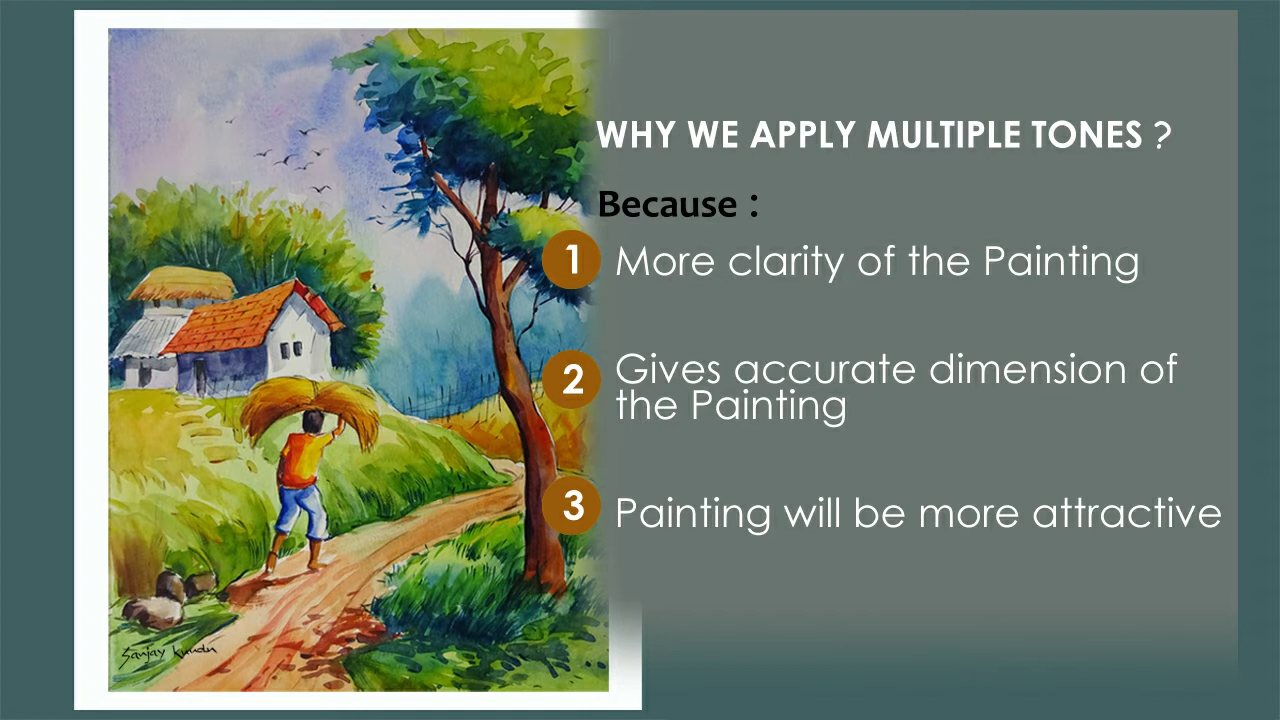 WHY WE APPLY MULTIPLE TONES ?
Because :
1 More clarity of the Painting
2 Gives accurate dimension of
the Painting
3 Painting will be more attractive
Sanjay Kundu